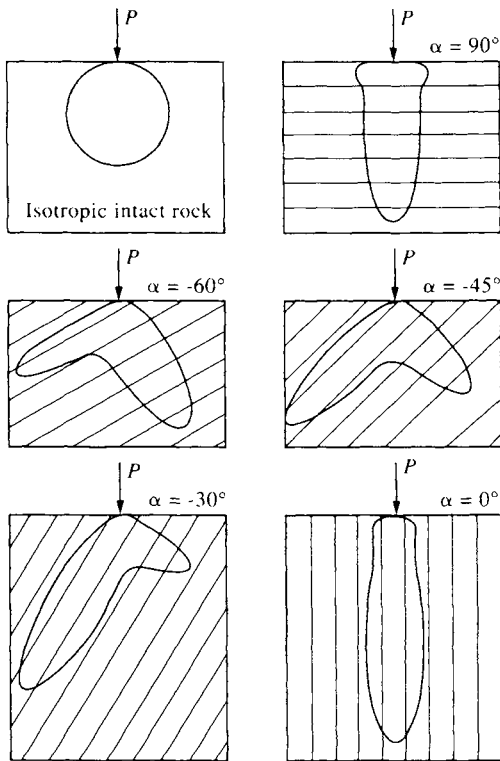 P
P
α = 90°
Isotropic intact rock
P
α = -60°
P
α = -45°
P
α = -30°
P
α = 0°